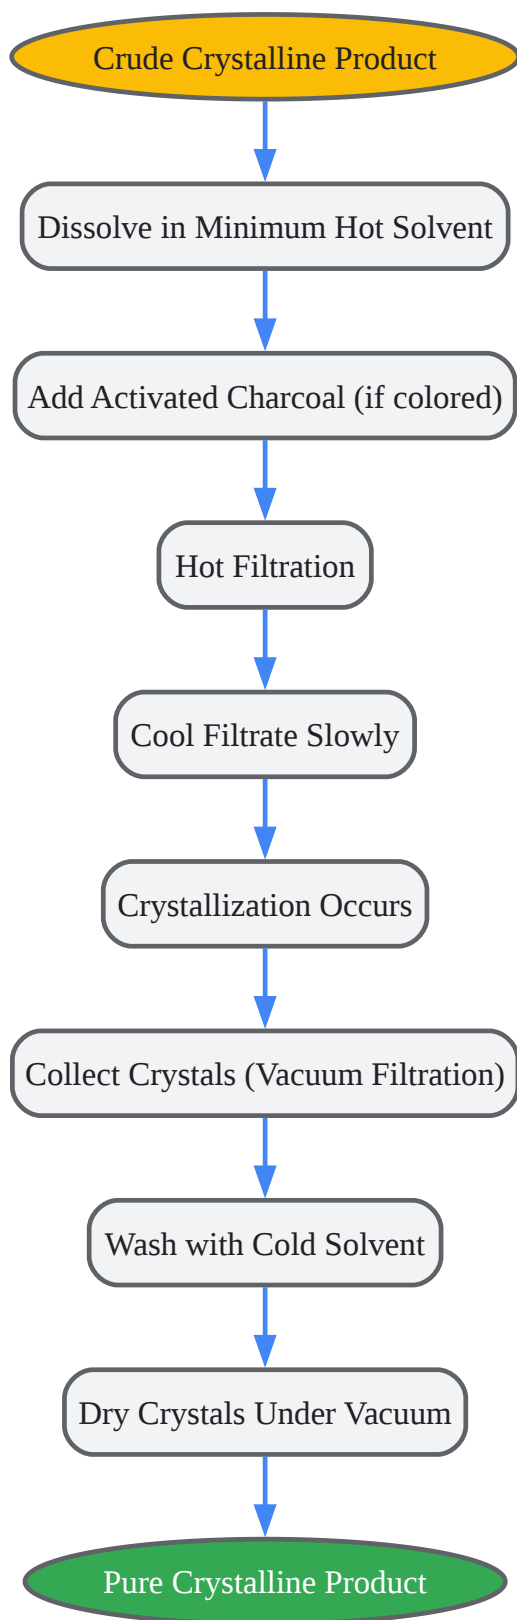 Crude Crystalline Product
Dissolve in Minimum Hot Solvent
Add Activated Charcoal (if colored)
Hot Filtration
Cool Filtrate Slowly
Crystallization Occurs
Collect Crystals (Vacuum Filtration)
Wash with Cold Solvent
Dry Crystals Under Vacuum
Pure Crystalline Product